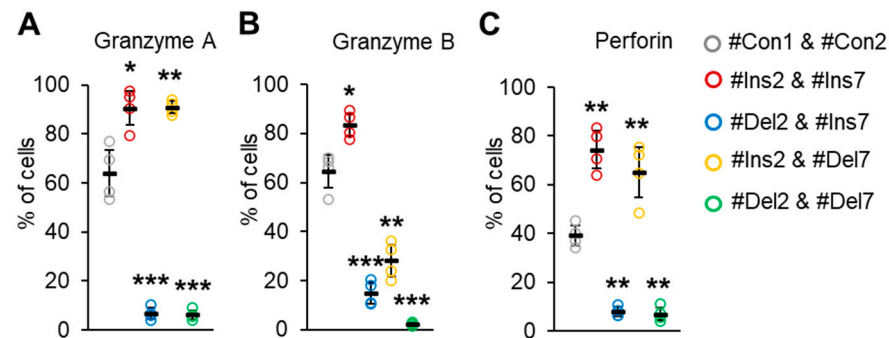 A
Granzyme A
% of cells
100
80
60
40
20
0
*
**
***
***
B
Granzyme B
% of cells
100
80
60
40
20
0
*
***
**
***
C
Perforin
% of cells
100
80
60
40
20
0
**
**
**
**
#Con1 & #Con2
#Ins2 & #Ins7
#Del2 & #Ins7
#Ins2 & #Del7
#Del2 & #Del7